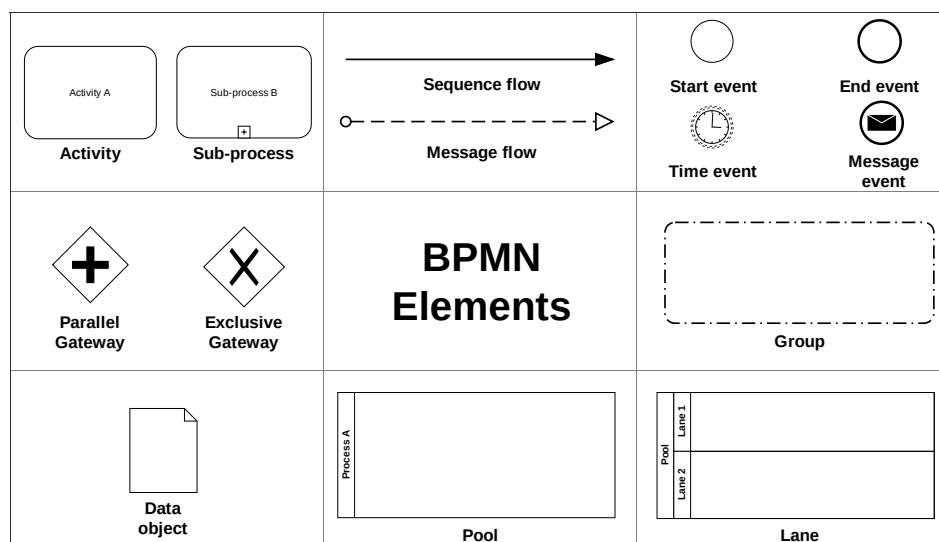 Activity A
Sub-process B
Activity
Sub-process
Sequence flow
Message flow
Start event
End event
Time event
Message
event
Parallel
Gateway
Exclusive
Gateway
BPMN
Elements
Group
Data
object
Process A
Pool
Pool
Lane 1
Lane 2
Lane